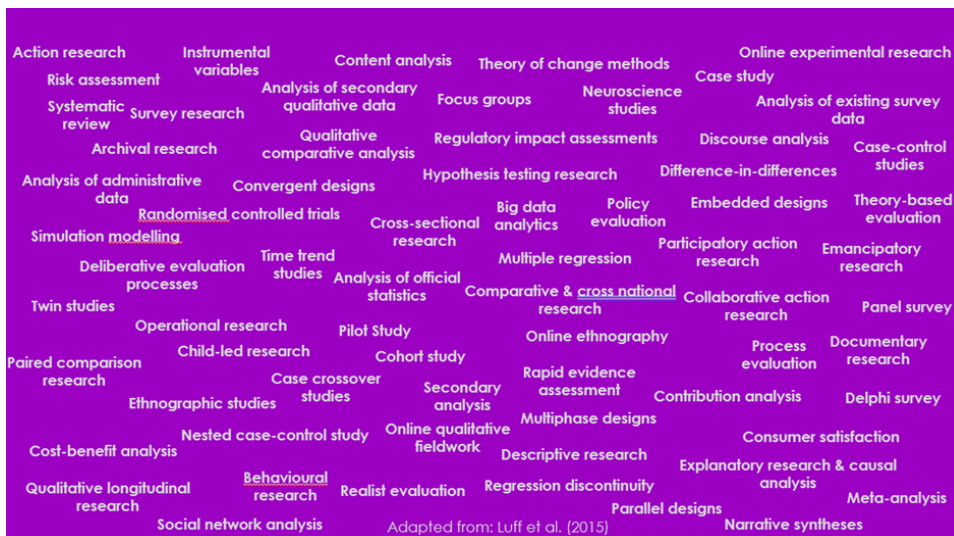 Action research
Instrumental
variables
Content analysis
Theory of change methods
Online experimental research
Risk assessment
Case study
Analysis of secondary
qualitative data
Focus groups
Neuroscience
studies
Analysis of existing survey
data
Systematic
review
Survey research
Archival research
Qualitative
comparative analysis
Regulatory impact assessments
Discourse analysis
Case-control
studies
Analysis of administrative
data
Convergent designs
Hypothesis testing research
Difference-in-differences
Randomised controlled trials
Cross-sectional
research
Big data
analytics
Policy
evaluation
Embedded designs
Theory-based
evaluation
Simulation modelling
Deliberative evaluation
processes
Time trend
studies
Analysis of official
statistics
Multiple regression
Participatory action
research
Emancipatory
research
Twin studies
Comparative & cross national
research
Collaborative action
research
Panel survey
Operational research
Pilot Study
Online ethnography
Process
evaluation
Documentary
research
Paired comparison
research
Child-led research
Cohort study
Case crossover
studies
Secondary
analysis
Rapid evidence
assessment
Contribution analysis
Delphi survey
Ethnographic studies
Multiphase designs
Nested case-control study
Online qualitative
fieldwork
Consumer satisfaction
Cost-benefit analysis
Descriptive research
Explanatory research & causal
analysis
Qualitative longitudinal
research
Behavioural
research
Realist evaluation
Regression discontinuity
Meta-analysis
Parallel designs
Social network analysis
Adapted from: Luff et al. (2015)
Narrative syntheses